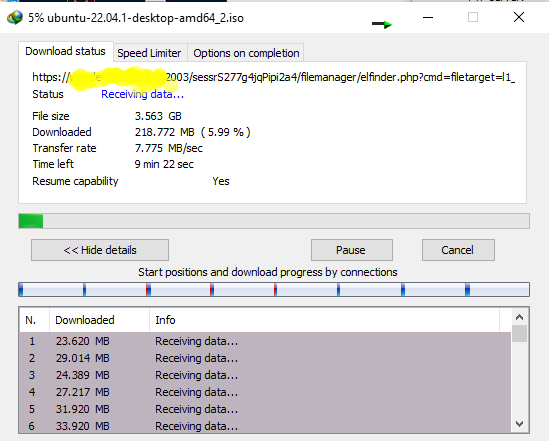 5% ubuntu-22.04.1-desktop-amd64_2.iso
Download status Speed Limiter Options on completion
https:/ 2003/sessrS277g4jqPipi2a4/filemanager/elfinder.php?cmd=filetarget=l1_
Status Receiving data...
File size 3.563 GB
Downloaded 218.772 MB ( 5.99 % )
Transfer rate 7.775 MB/sec
Time left 9 min 22 sec
Resume capability Yes
<< Hide details Pause Cancel
Start positions and download progress by connections
N. Downloaded Info
1 23.620 MB Receiving data...
2 29.014 MB Receiving data...
3 24.389 MB Receiving data...
4 27.217 MB Receiving data...
5 31.920 MB Receiving data...
6 33.920 MB Receiving data...